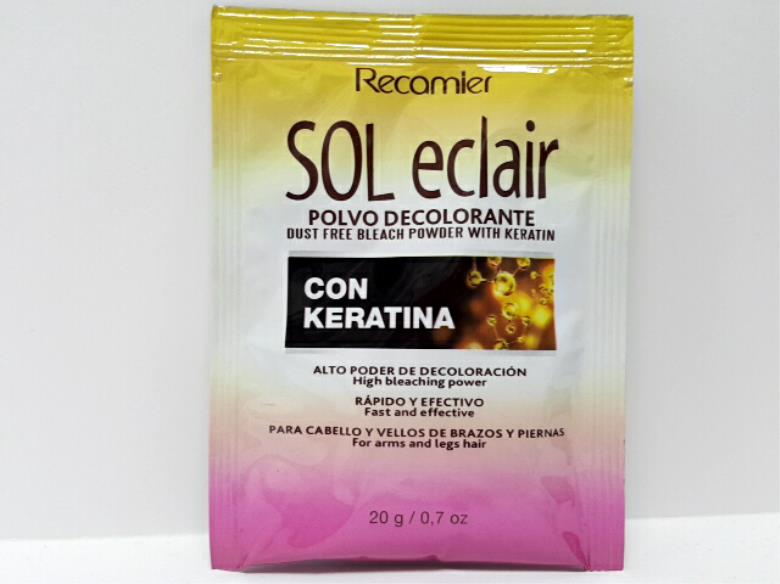 Recamier
SOL eclair
POLVO DECOLORANTE
DUST FREE BLEACH POWDER WITH KERATIN
CON
KERATINA
ALTO PODER DE DECOLORACIÓN
High bleaching power
RÁPIDO Y EFECTIVO
Fast and effective
PARA CABELLO Y VELLOS DE BRAZOS Y PIERNAS
For arms and legs hair
20 g / 0,7 oz